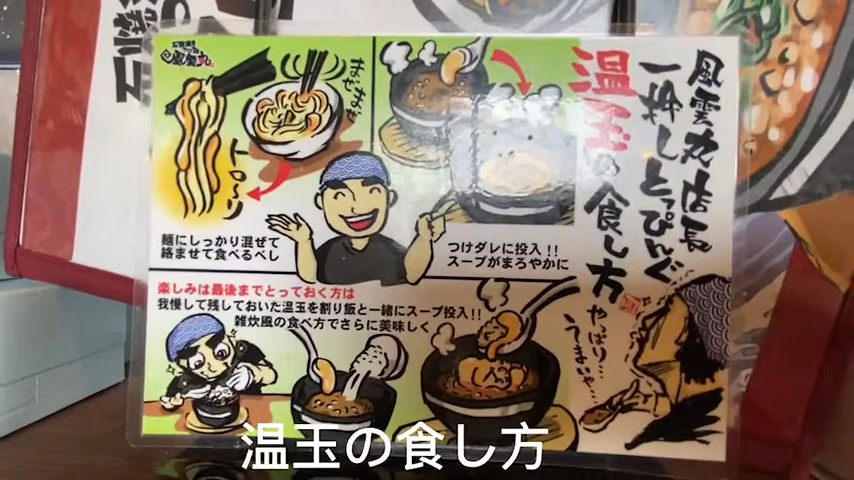 風雲丸店長
一押しとっぴんぐ
温玉の食し方
まぜまぜ
トロ〜リ
麺にしっかり混ぜて
絡ませて食べるべし
つけダレに投入!!
スープがまろやかに
楽しみは最後までとっておく方は
我慢して残しておいた温玉を割り飯と一緒にスープ投入!!
雑炊風の食べ方でさらに美味しく
やっぱり…
うまいゃ…
温玉の食し方